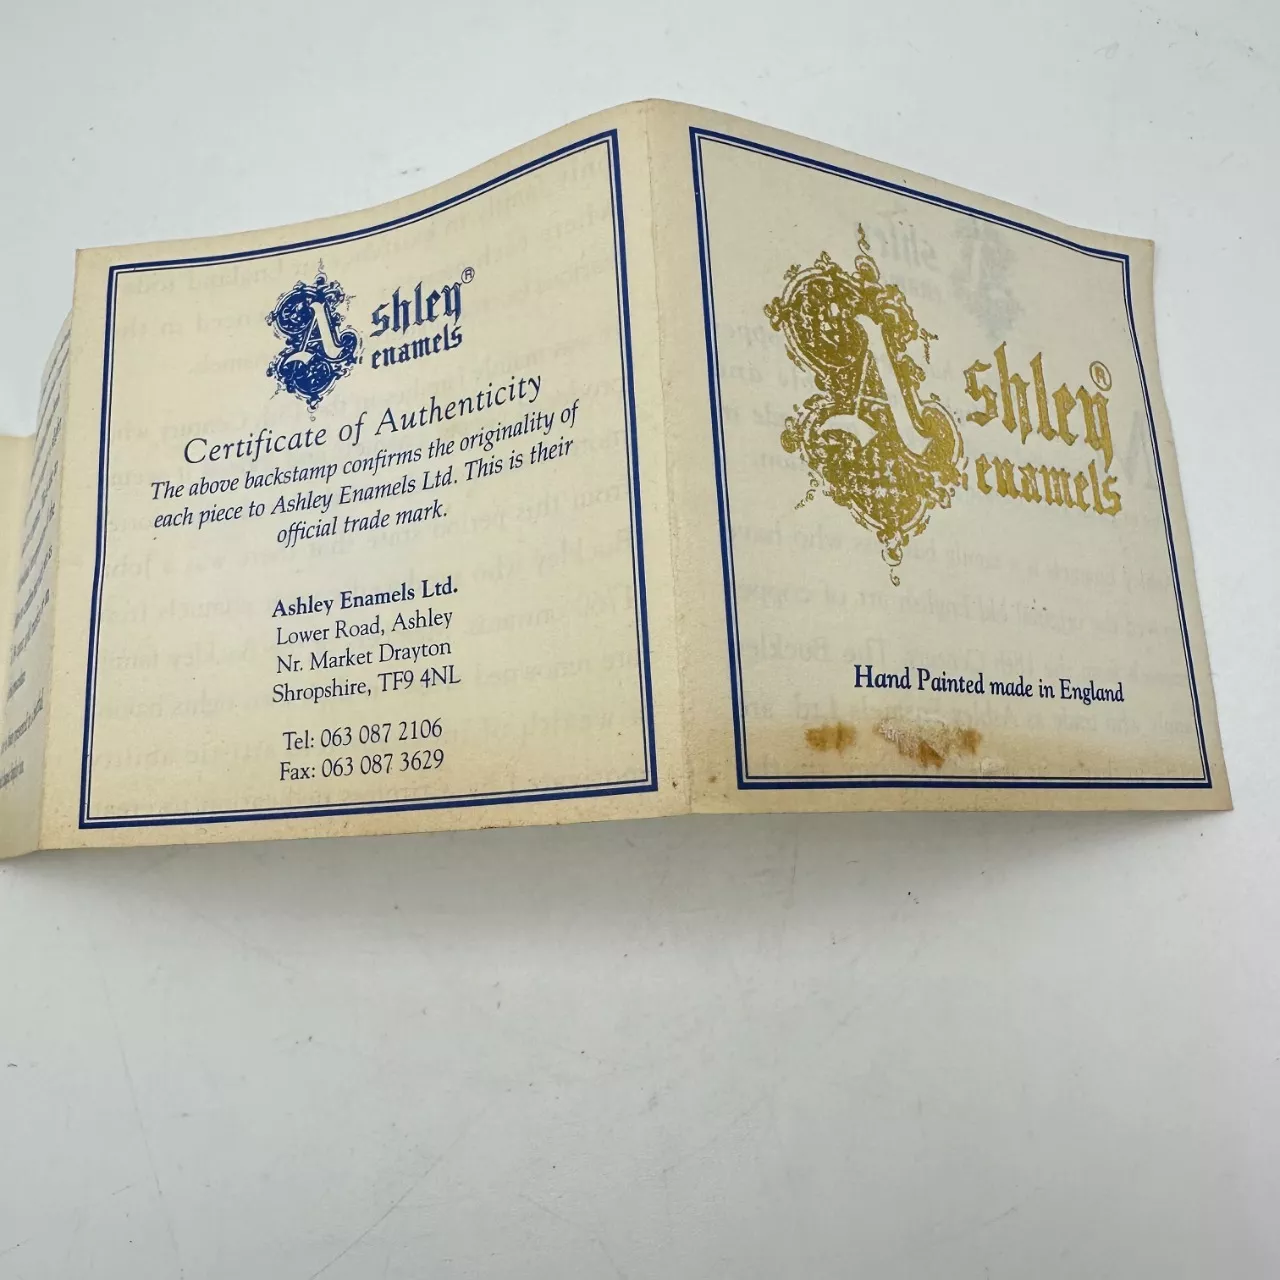 Ashley®
enamels
Certificate of Authenticity
The above backstamp confirms the originality of
each piece to Ashley Enamels Ltd. This is their
official trade mark.
Ashley Enamels Ltd.
Lower Road, Ashley
Nr. Market Drayton
Shropshire, TF9 4NL
Tel: 063 087 2106
Fax: 063 087 3629
Ashley®
enamels
Hand Painted made in England